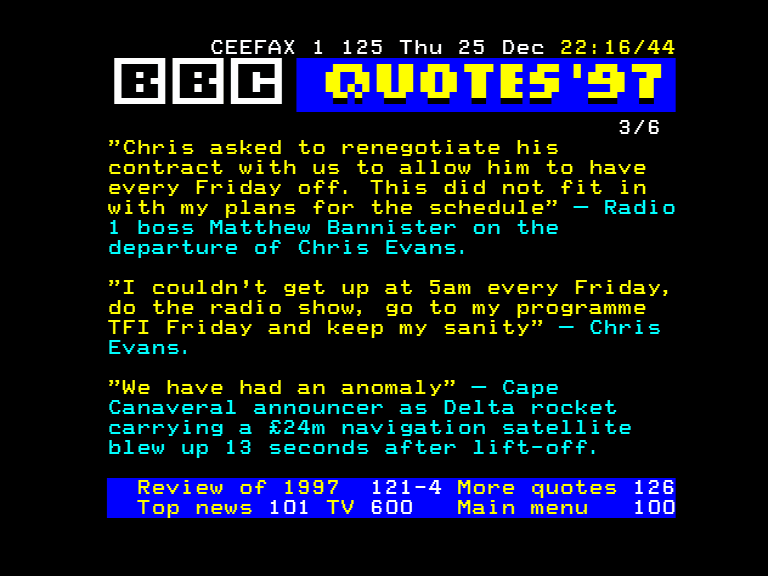 CEEFAX 1 125 Thu 25 Dec 22:16/44
BBC QUOTES'97
3/6
"Chris asked to renegotiate his
contract with us to allow him to have
every Friday off. This did not fit in
with my plans for the schedule" – Radio
1 boss Matthew Bannister on the
departure of Chris Evans.
"I couldn't get up at 5am every Friday,
do the radio show, go to my programme
TFI Friday and keep my sanity" – Chris
Evans.
"We have had an anomaly" – Cape
Canaveral announcer as Delta rocket
carrying a £24m navigation satellite
blew up 13 seconds after lift-off.
Review of 1997 121-4 More quotes 126
Top news 101 TV 600 Main menu 100